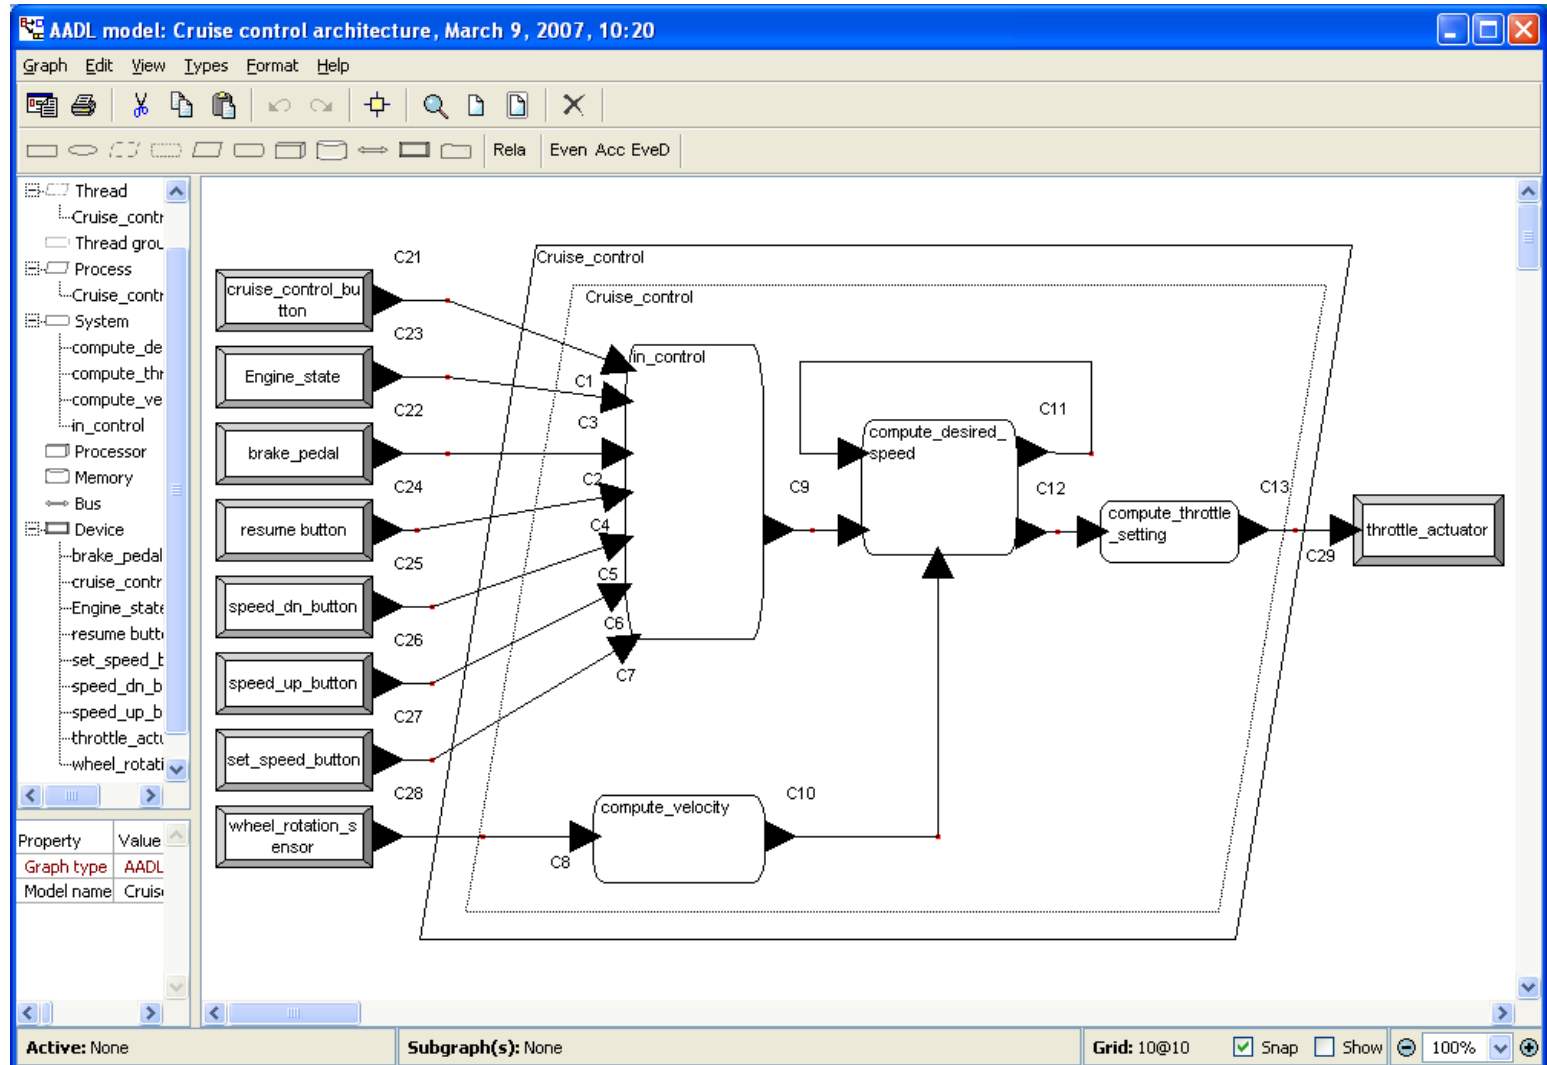 AADL model: Cruise control architecture, March 9, 2007, 10:20
Graph Edit View Types Format Help
Rela Even Acc EveD
Thread
Cruise_contr
Thread grou
Process
Cruise_contr
System
compute_de
compute_thr
compute_ve
in_control
Processor
Memory
Bus
Device
brake_pedal
cruise_contr
Engine_state
resume butto
set_speed_b
speed_dn_b
speed_up_b
throttle_actu
wheel_rotati
Property Value
Graph type AADL
Model name Cruis
C21
cruise_control_bu
tton
C23
Engine_state
C22
brake_pedal
C24
resume button
C25
speed_dn_button
C26
speed_up_button
C27
set_speed_button
C28
wheel_rotation_s
ensor
Cruise_control
Cruise_control
in_control
C1
C3
C2
C4
C5
C6
C7
C8
compute_velocity
C10
C9
C11
compute_desired_
speed
C12
compute_throttle
_setting
C13
C29
throttle_actuator
Active: None
Subgraph(s): None
Grid: 10@10
Snap
Show
100%